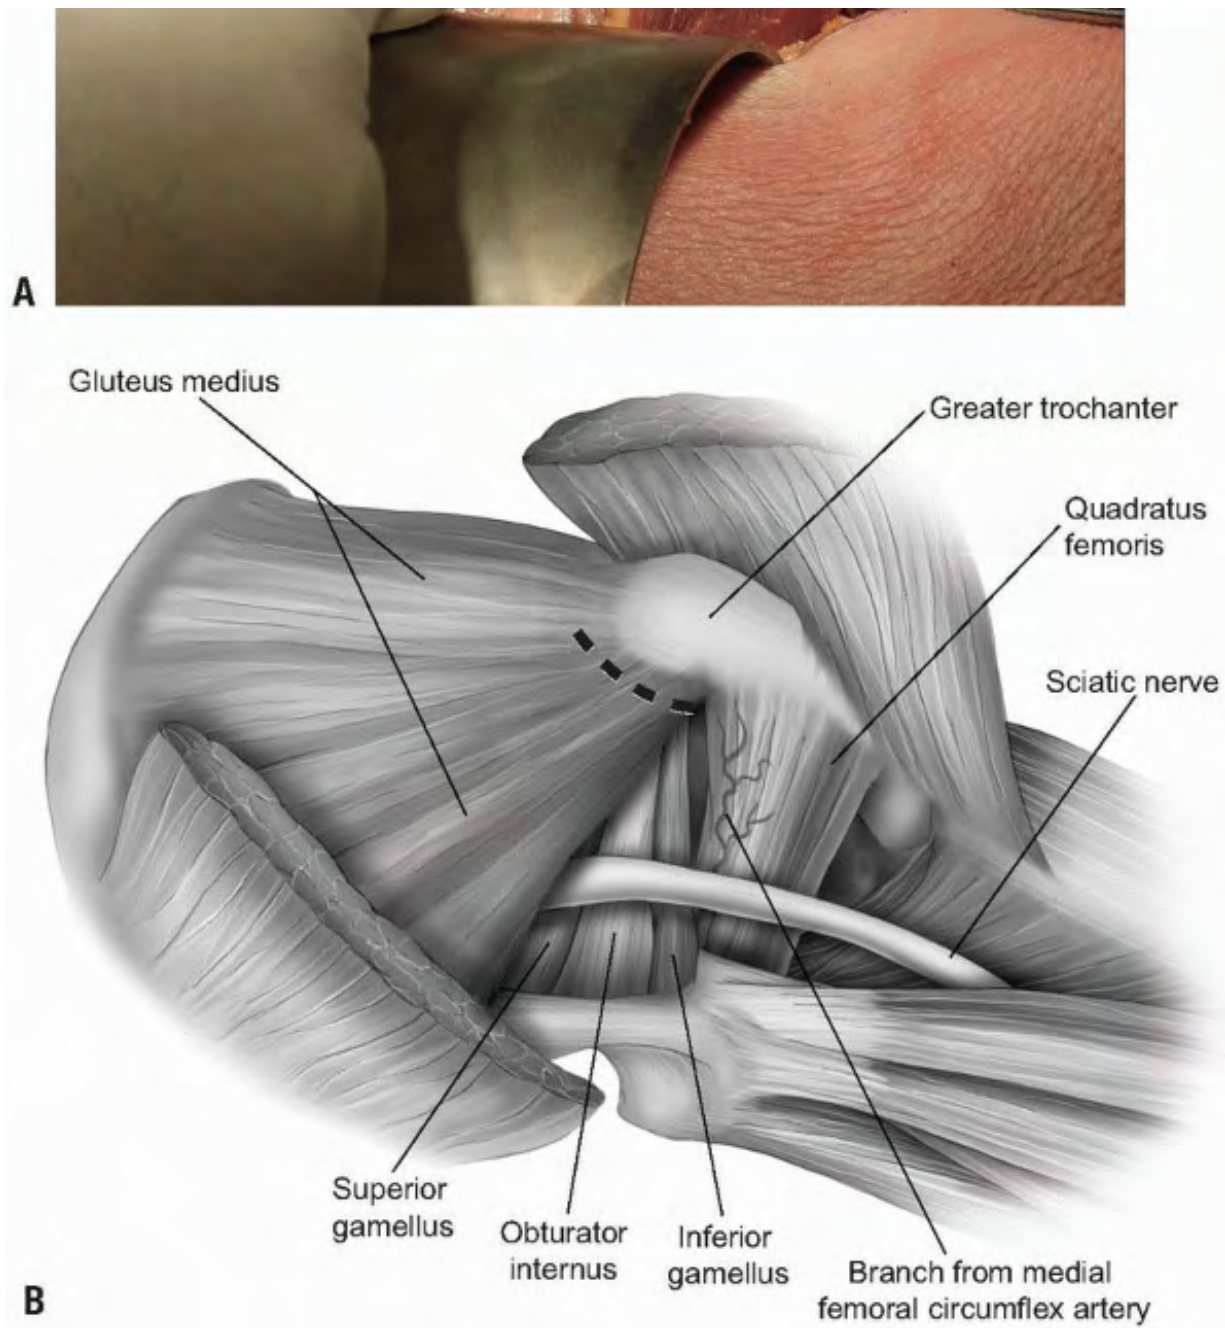 A
Gluteus medius
Greater trochanter
Quadratus
femoris
Sciatic nerve
Superior
gamellus
Obturator
internus
Inferior
gamellus
Branch from medial
femoral circumflex artery
B